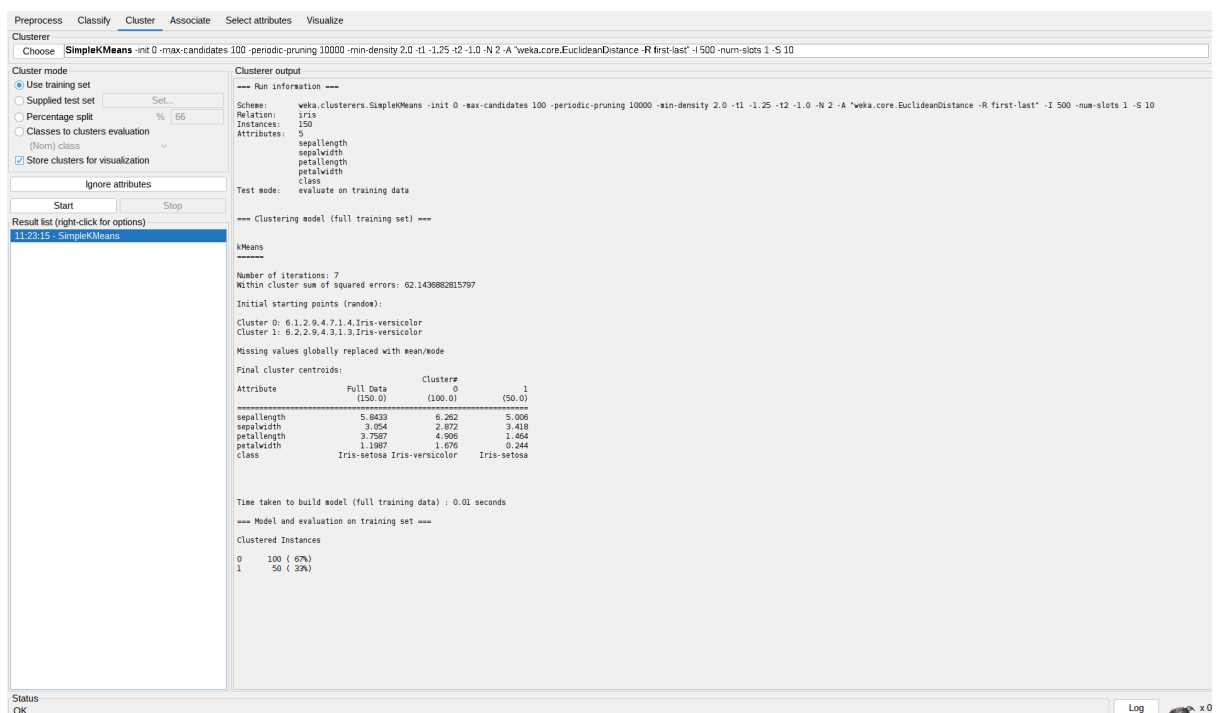 Preprocess Classify Cluster Associate Select attributes Visualize
Clusterer
Choose SimpleKMeans -init 0 -max-candidates 100 -periodic-pruning 10000 -min-density 2.0 -t1 -1.25 -t2 -1.0 -N 2 -A "weka.core.EuclideanDistance -R first-last" -I 500 -num-slots 1 -S 10
Cluster mode
Use training set
Supplied test set Set...
Percentage split % 66
Classes to clusters evaluation
(Nom) class
Store clusters for visualization
Ignore attributes
Start Stop
Result list (right-click for options)
11:23:15 - SimpleKMeans
Clusterer output
=== Run information ===
Scheme: weka.clusterers.SimpleKMeans -init 0 -max-candidates 100 -periodic-pruning 10000 -min-density 2.0 -t1 -1.25 -t2 -1.0 -N 2 -A "weka.core.EuclideanDistance -R first-last" -I 500 -num-slots 1 -S 10
Relation: iris
Instances: 150
Attributes: 5
sepallength
sepalwidth
petallength
petalwidth
class
Test mode: evaluate on training data
=== Clustering model (full training set) ===
kMeans
======
Number of iterations: 7
Within cluster sum of squared errors: 62.1436882815797
Initial starting points (random):
Cluster 0: 6.1,2.9,4.7,1.4,Iris-versicolor
Cluster 1: 6.2,2.9,4.3,1.3,Iris-versicolor
Missing values globally replaced with mean/mode
Final cluster centroids:
Cluster#
Attribute Full Data 0 1
(150.0) (100.0) (50.0)
==================================================================
sepallength 5.8433 6.262 5.006
sepalwidth 3.054 2.872 3.418
petallength 3.7587 4.906 1.464
petalwidth 1.1987 1.676 0.244
class Iris-setosa Iris-versicolor Iris-setosa
Time taken to build model (full training data) : 0.01 seconds
=== Model and evaluation on training set ===
Clustered Instances
0 100 ( 67%)
1 50 ( 33%)
Status
OK
Log x 0